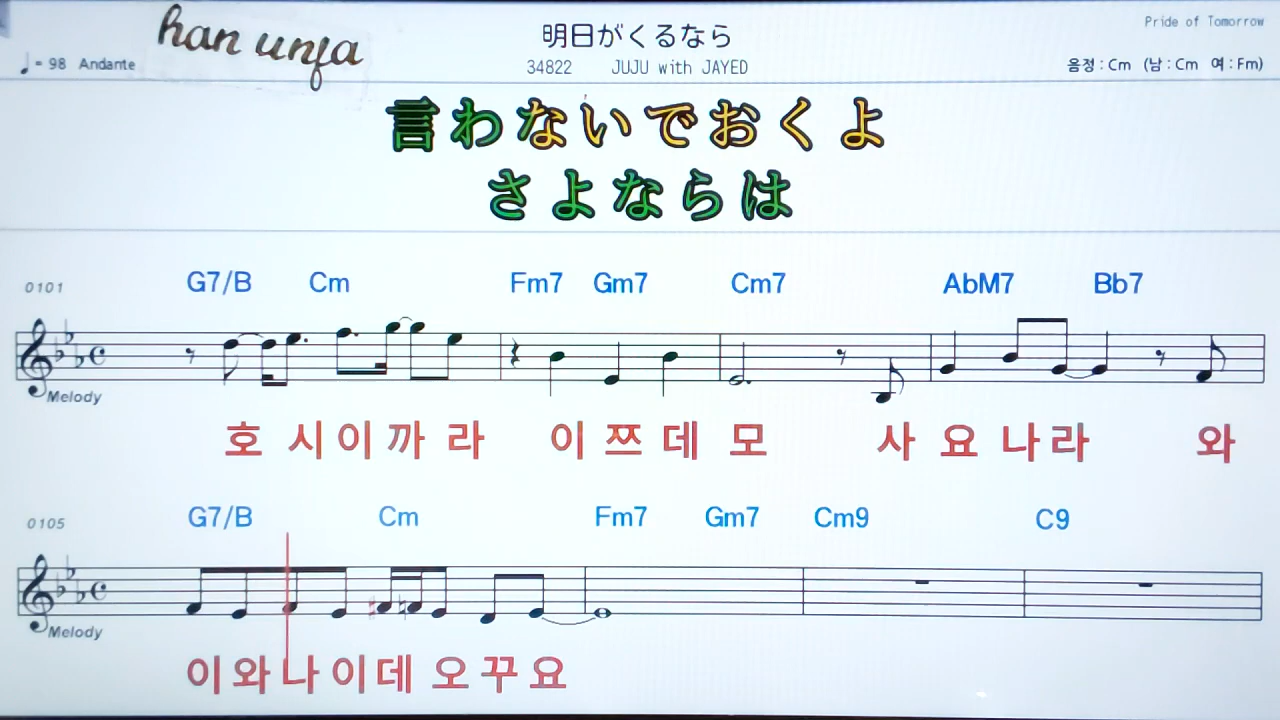 han unja
Pride of Tomorrow
明日がくるなら
♩= 98 Andante
34822 JUJU with JAYED
음정 : Cm (남 : Cm 여 : Fm)
言わないでおくよ
さよならは
0101 G7/B Cm Fm7 Gm7 Cm7 AbM7 Bb7
Melody
호 시 이 까 라 이 쯔 데 모 사 요 나 라 와
0105 G7/B Cm Fm7 Gm7 Cm9 C9
Melody
이 와 나 이 데 오 꾸 요